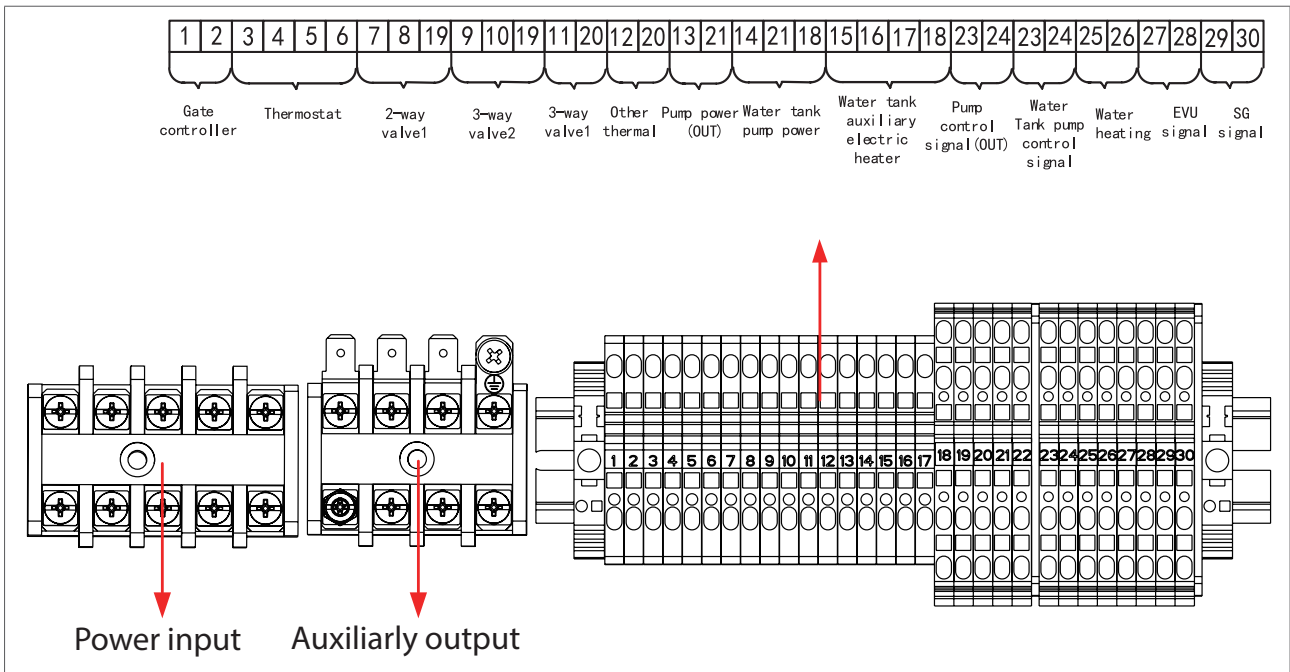 1 2 3 4 5 6 7 8 19 9 10 19 11 20 12 20 13 21 14 21 18 15 16 17 18 23 24 23 24 25 26 27 28 29 30
Gate
controller
Thermostat
2-way
valve1
3-way
valve2
3-way
valve1
Other
thermal
Pump power
(OUT)
Water tank
pump power
Water tank
auxiliary
electric
heater
Pump
control
signal(OUT)
Water
Tank pump
control
signal
Water
heating
EVU
signal
SG
signal
1 2 3 4 5 6 7 8 9 10 11 12 13 14 15 16 17 18 19 20 21 22 23 24 25 26 27 28 29 30
Power input
Auxiliarly output